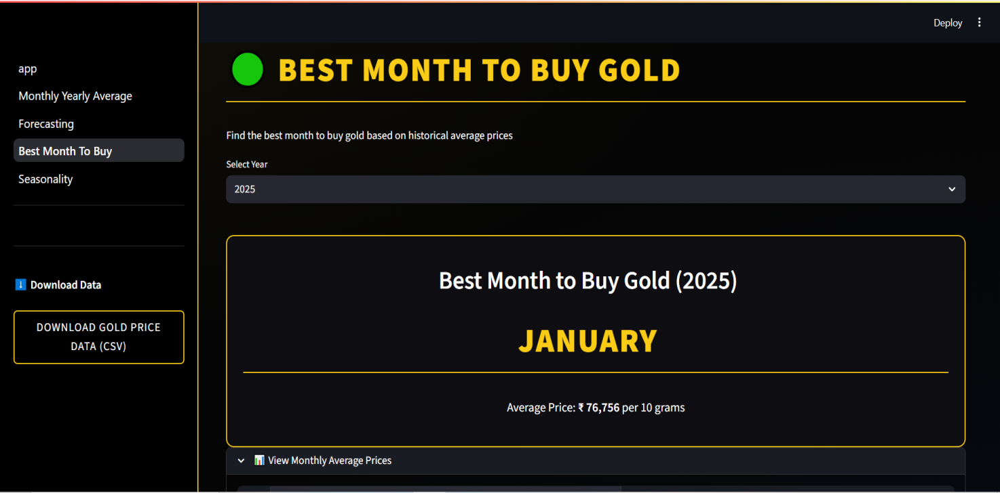 Deploy
app
Monthly Yearly Average
Forecasting
Best Month To Buy
Seasonality
⬇️ Download Data
DOWNLOAD GOLD PRICE
DATA (CSV)
BEST MONTH TO BUY GOLD
Find the best month to buy gold based on historical average prices
Select Year
2025
Best Month to Buy Gold (2025)
JANUARY
Average Price: ₹ 76,756 per 10 grams
📊 View Monthly Average Prices